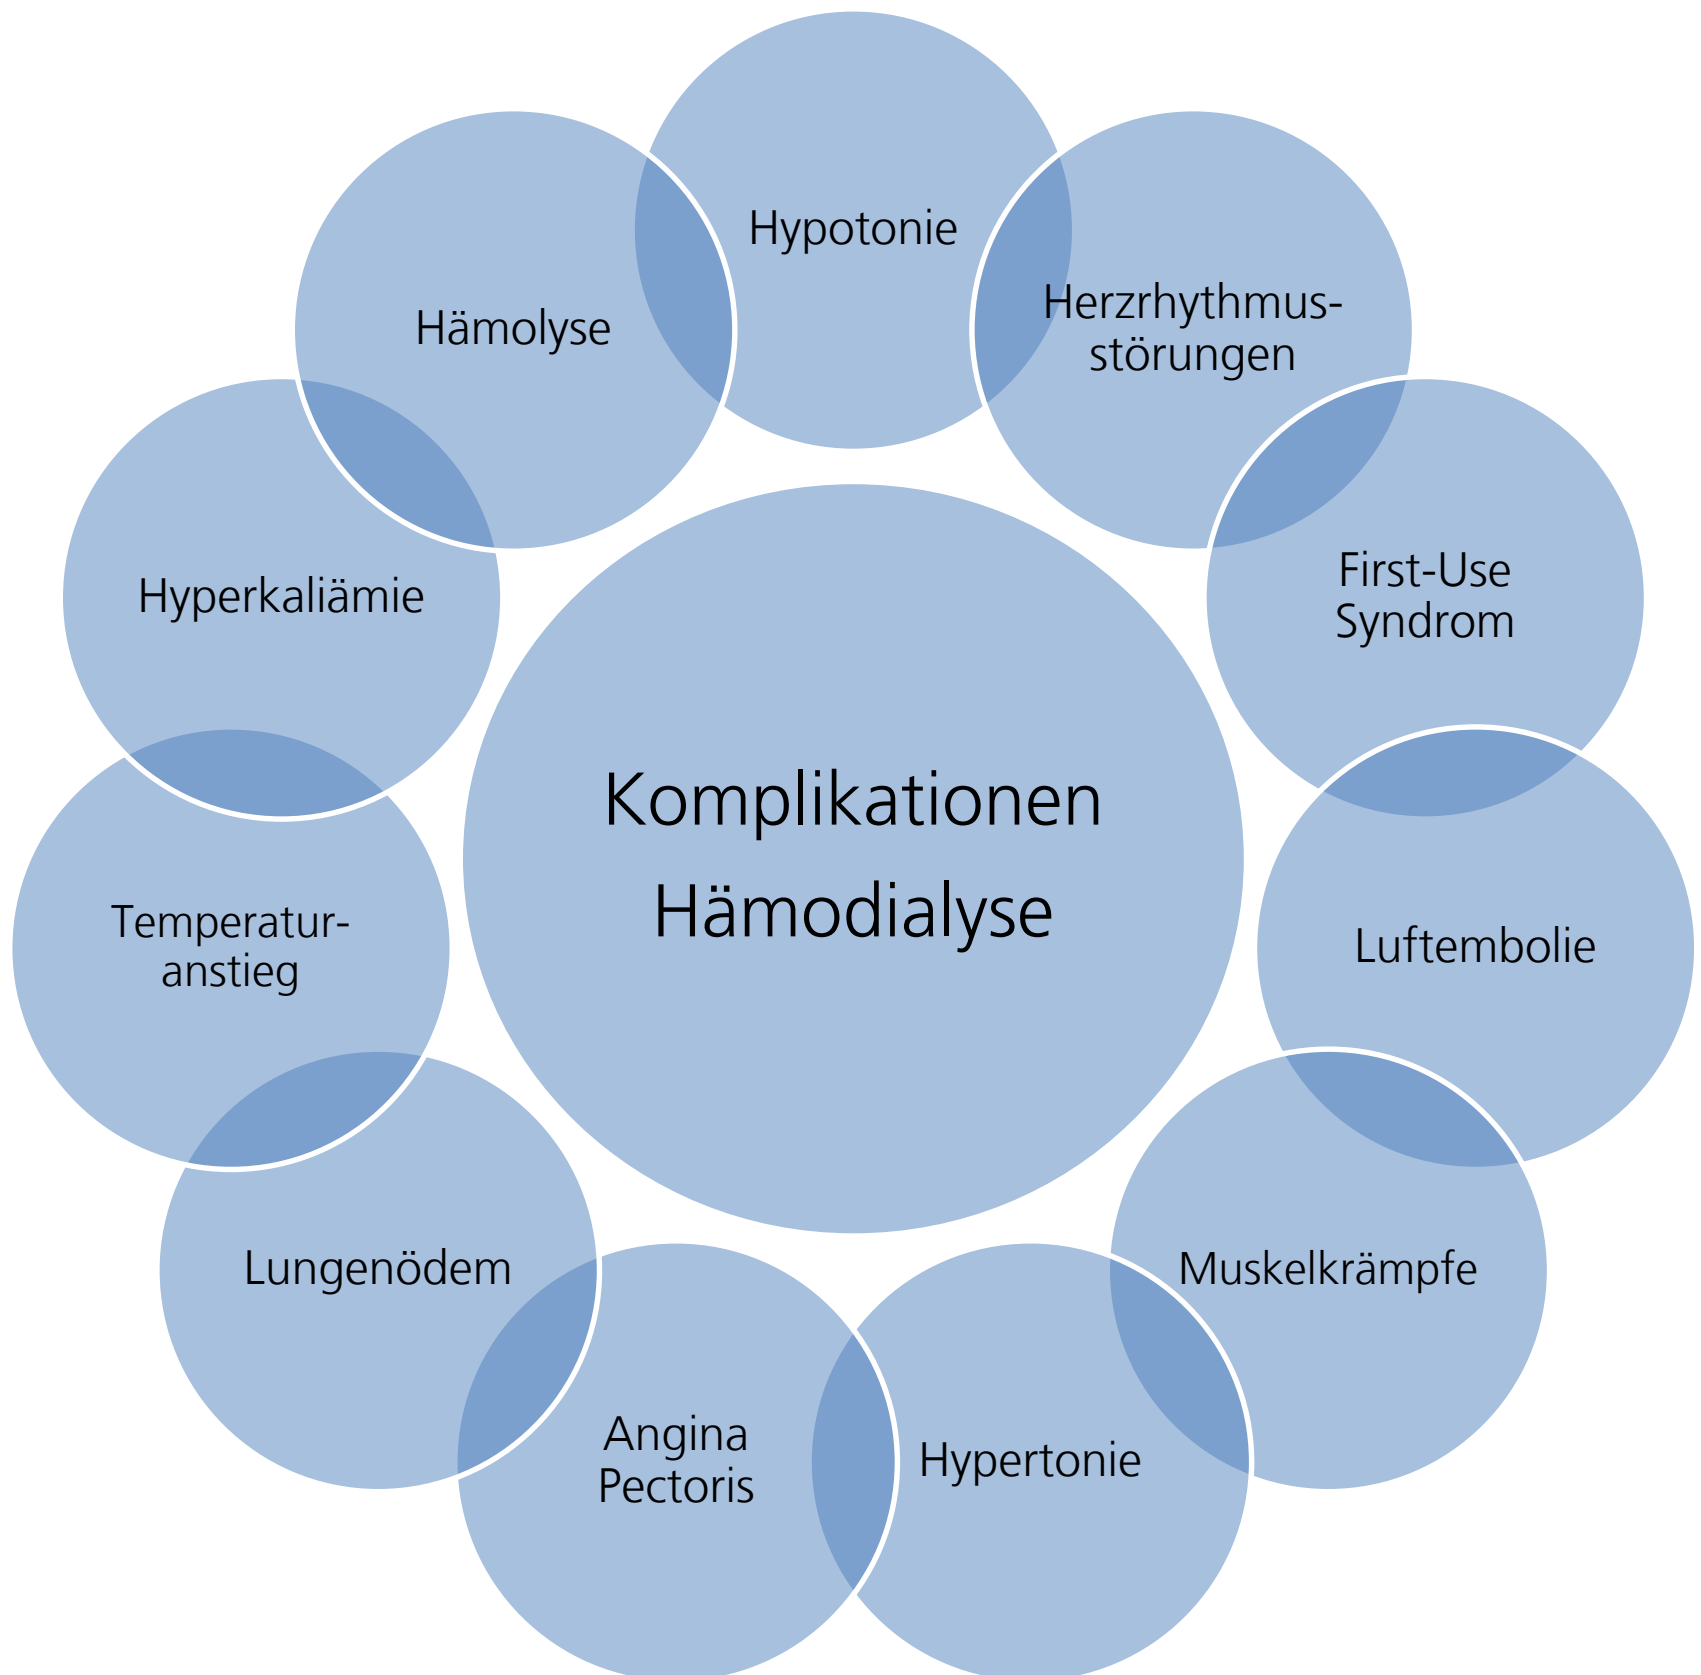 Hypotonie
Herzrhythmus-
störungen
First-Use
Syndrom
Luftembolie
Muskelkrämpfe
Hypertonie
Angina
Pectoris
Lungenödem
Temperatur-
anstieg
Hyperkaliämie
Hämolyse
Komplikationen
Hämodialyse